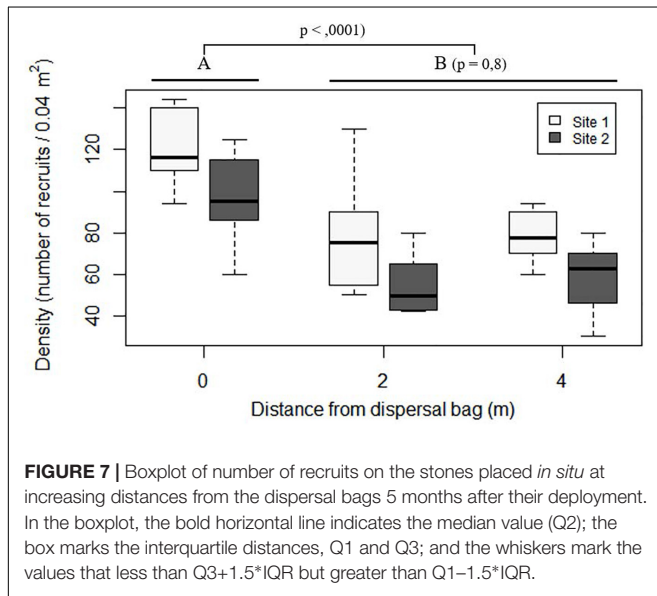 p < ,0001)
A
B (p = 0,8)
Site 1
Site 2
Density (number of recruits / 0.04 m²)
120
80
60
40
0
2
4
Distance from dispersal bag (m)
FIGURE 7 | Boxplot of number of recruits on the stones placed in situ at
increasing distances from the dispersal bags 5 months after their deployment.
In the boxplot, the bold horizontal line indicates the median value (Q2); the
box marks the interquartile distances, Q1 and Q3; and the whiskers mark the
values that less than Q3+1.5*IQR but greater than Q1–1.5*IQR.